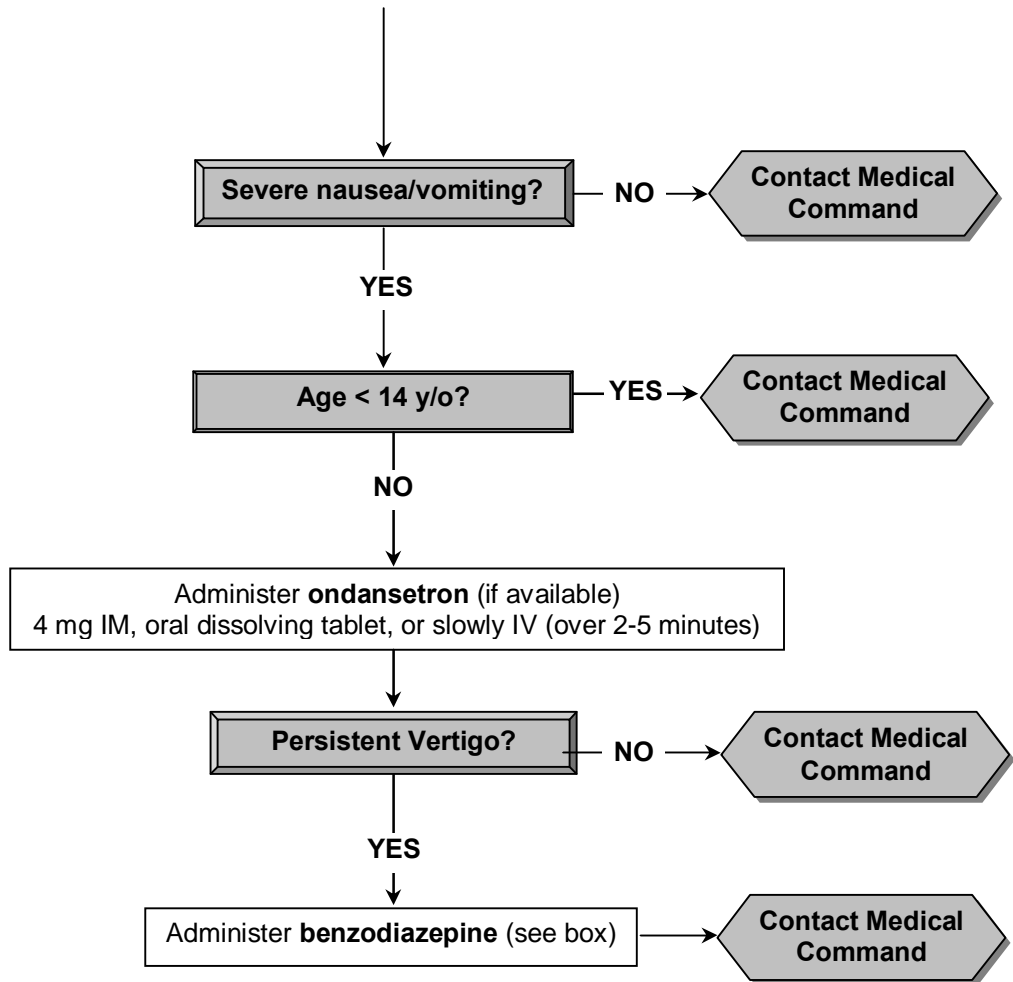 Severe nausea/vomiting?
NO
Contact Medical
Command
YES
Age < 14 y/o?
YES
Contact Medical
Command
NO
Administer ondansetron (if available)
4 mg IM, oral dissolving tablet, or slowly IV (over 2-5 minutes)
Persistent Vertigo?
NO
Contact Medical
Command
YES
Administer benzodiazepine (see box)
Contact Medical
Command